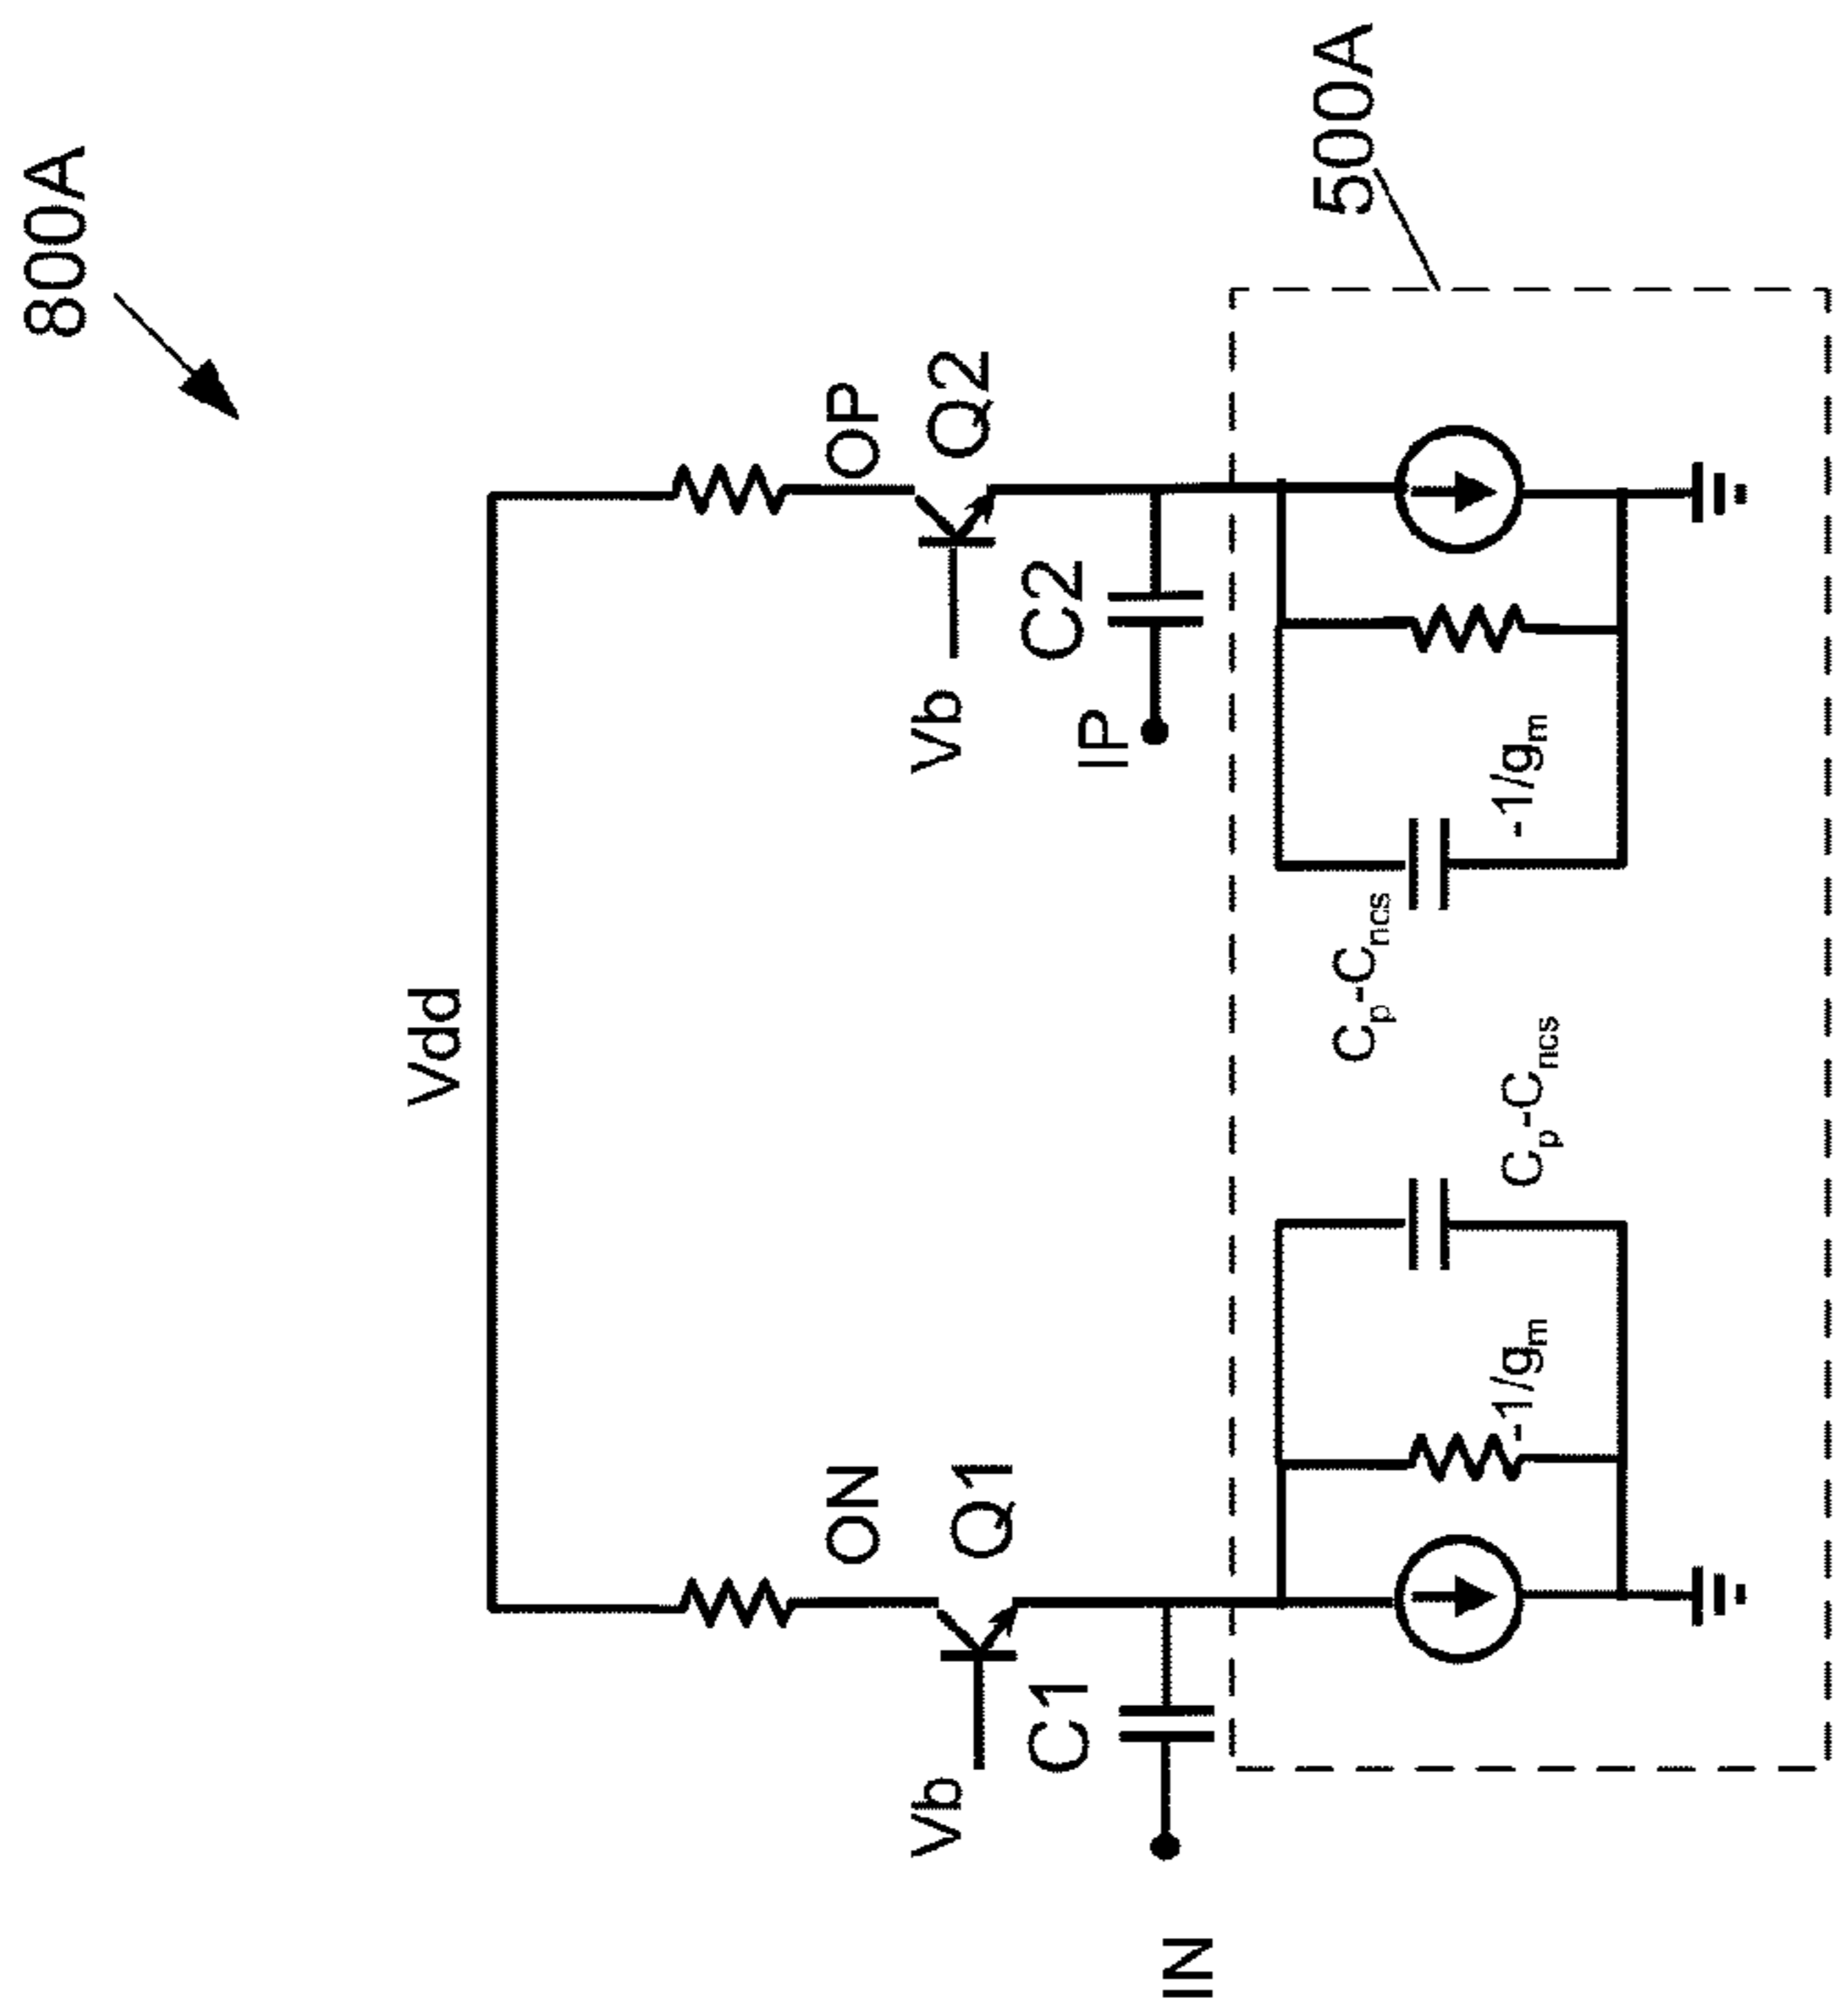 800A
Vdd
ON
OP
Q1
Q2
Vb
Vb
C1
C2
IN
IP
500A
Cp-Cncs
-1/gm
-1/gm
Cp-Cncs